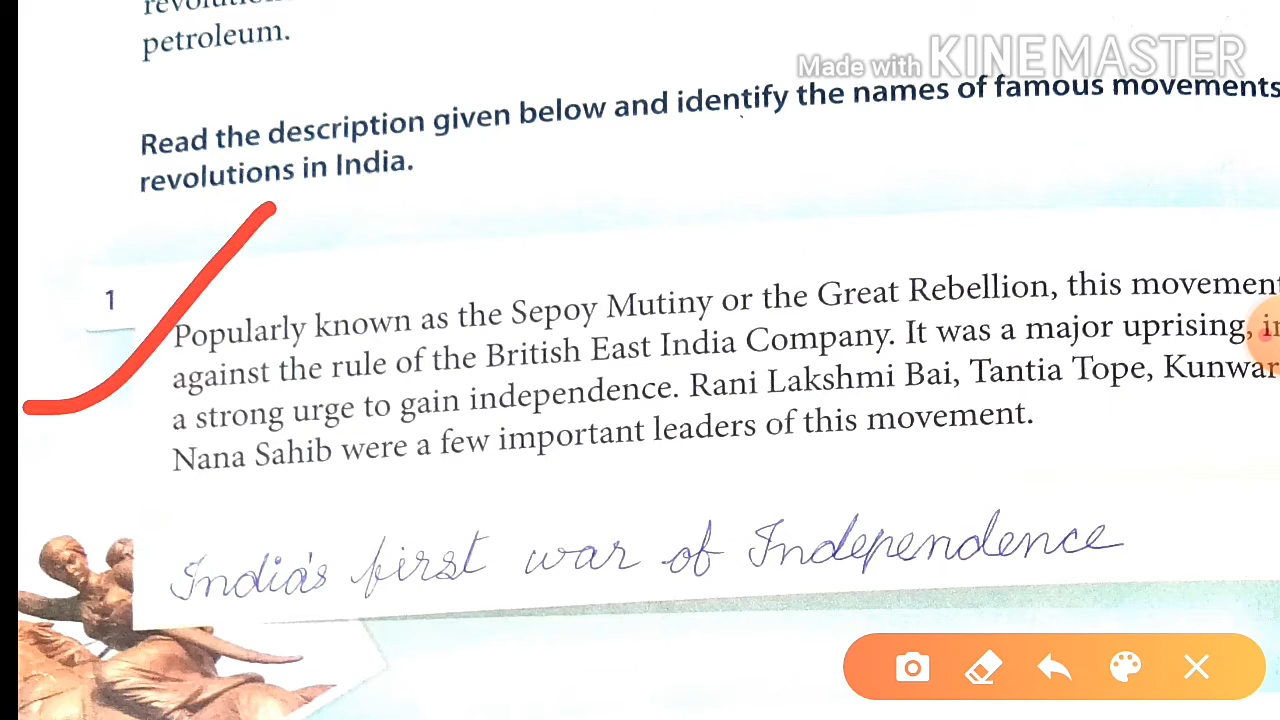 petroleum.
Made with KINEMASTER
Read the description given below and identify the names of famous movements
revolutions in India.
1
Popularly known as the Sepoy Mutiny or the Great Rebellion, this movement
against the rule of the British East India Company. It was a major uprising,
a strong urge to gain independence. Rani Lakshmi Bai, Tantia Tope, Kunwar
Nana Sahib were a few important leaders of this movement.
India's first war of Independence